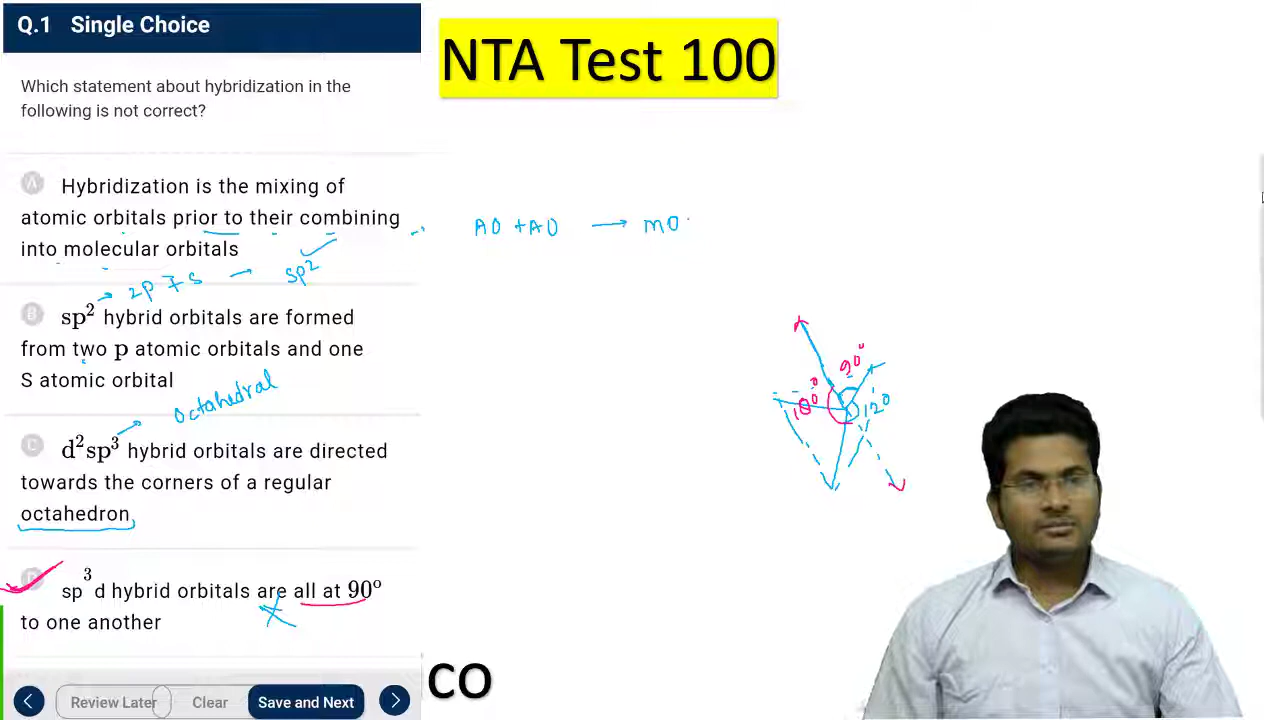 Q.1 Single Choice
NTA Test 100
Which statement about hybridization in the
following is not correct?
A Hybridization is the mixing of
atomic orbitals prior to their combining
into molecular orbitals
AO + AO → MO
→ 2p + s → sp²
B sp² hybrid orbitals are formed
from two p atomic orbitals and one
S atomic orbital
→ octahedral
C d²sp³ hybrid orbitals are directed
towards the corners of a regular
octahedron
90°
180°
120
sp³d hybrid orbitals are all at 90°
to one another
co
Review Later
Clear
Save and Next